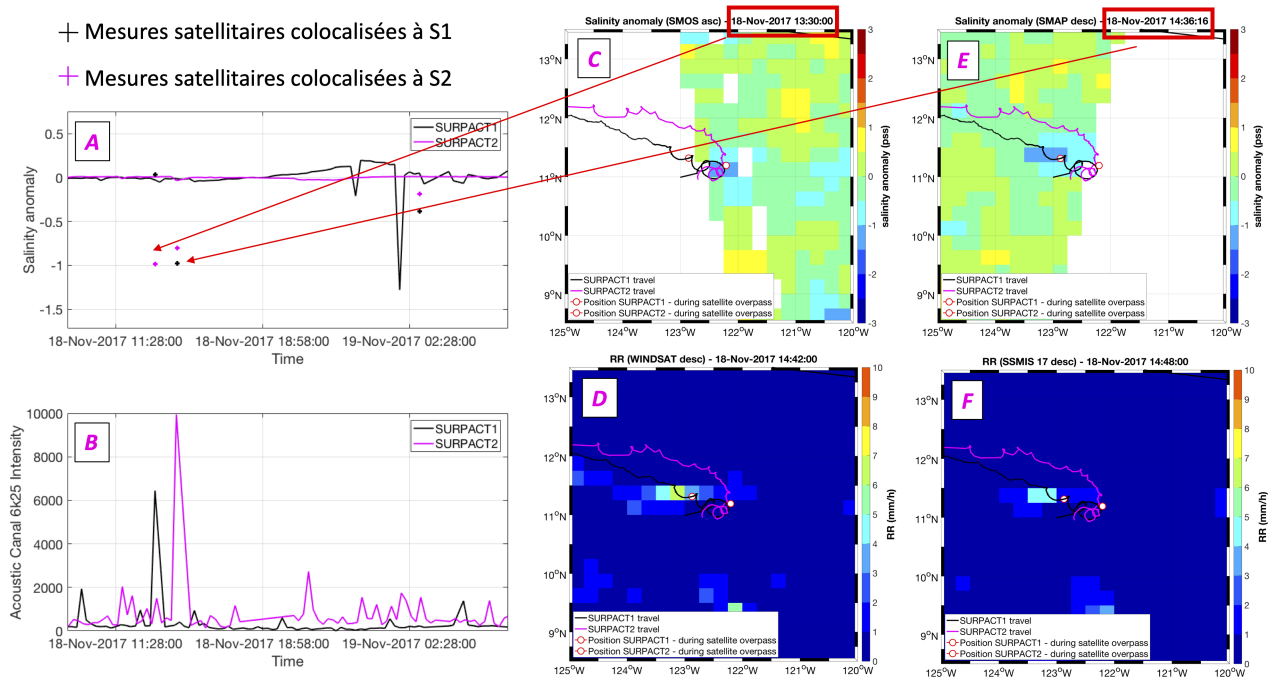 Mesures satellitaires colocalisées à S1
Mesures satellitaires colocalisées à S2
A
SURPACT1
SURPACT2
0.5
0
-0.5
-1
-1.5
Salinity anomaly
18-Nov-2017 11:28:00
18-Nov-2017 18:58:00
19-Nov-2017 02:28:00
Time
B
SURPACT1
SURPACT2
10000
8000
6000
4000
2000
0
Acoustic Canal 6k25 Intensity
18-Nov-2017 11:28:00
18-Nov-2017 18:58:00
19-Nov-2017 02:28:00
Time
Salinity anomaly (SMOS asc) - 18-Nov-2017 13:30:00
C
13°N
12°N
11°N
10°N
9°N
SURPACT1 travel
SURPACT2 travel
Position SURPACT1 - during satellite overpass
Position SURPACT2 - during satellite overpass
125°W
124°W
123°W
122°W
121°W
120°W
3
2
1
0
-1
-2
-3
salinity anomaly (pss)
Salinity anomaly (SMAP desc) - 18-Nov-2017 14:36:16
E
13°N
12°N
11°N
10°N
9°N
SURPACT1 travel
SURPACT2 travel
Position SURPACT1 - during satellite overpass
Position SURPACT2 - during satellite overpass
125°W
124°W
123°W
122°W
121°W
120°W
3
2
1
0
-1
-2
-3
salinity anomaly (pss)
RR (WINDSAT desc) - 18-Nov-2017 14:42:00
D
13°N
12°N
11°N
10°N
9°N
SURPACT1 travel
SURPACT2 travel
Position SURPACT1 - during satellite overpass
Position SURPACT2 - during satellite overpass
125°W
124°W
123°W
122°W
121°W
120°W
10
9
8
7
6
5
4
3
2
1
0
RR (mm/h)
RR (SSMIS 17 desc) - 18-Nov-2017 14:48:00
F
13°N
12°N
11°N
10°N
9°N
SURPACT1 travel
SURPACT2 travel
Position SURPACT1 - during satellite overpass
Position SURPACT2 - during satellite overpass
125°W
124°W
123°W
122°W
121°W
120°W
10
9
8
7
6
5
4
3
2
1
0
RR (mm/h)